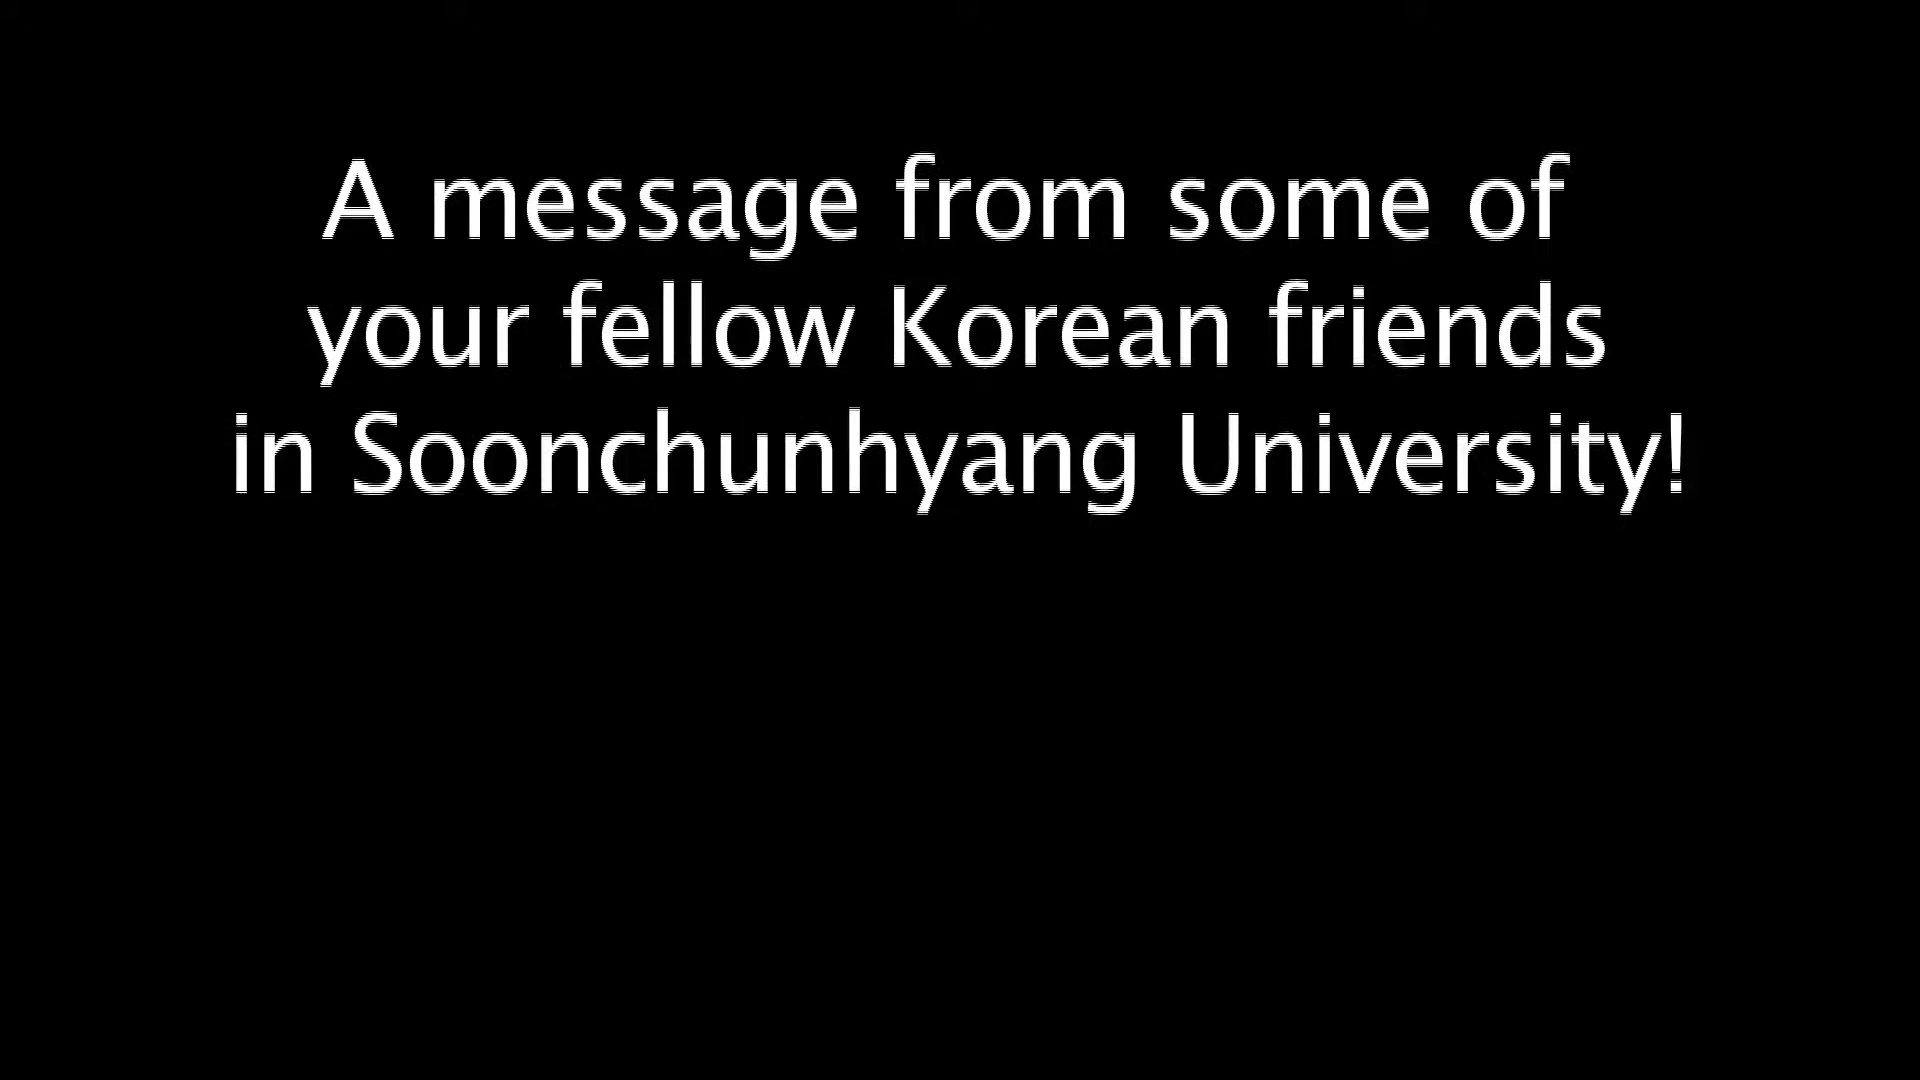 A message from some of
your fellow Korean friends
in Soonchunhyang University!